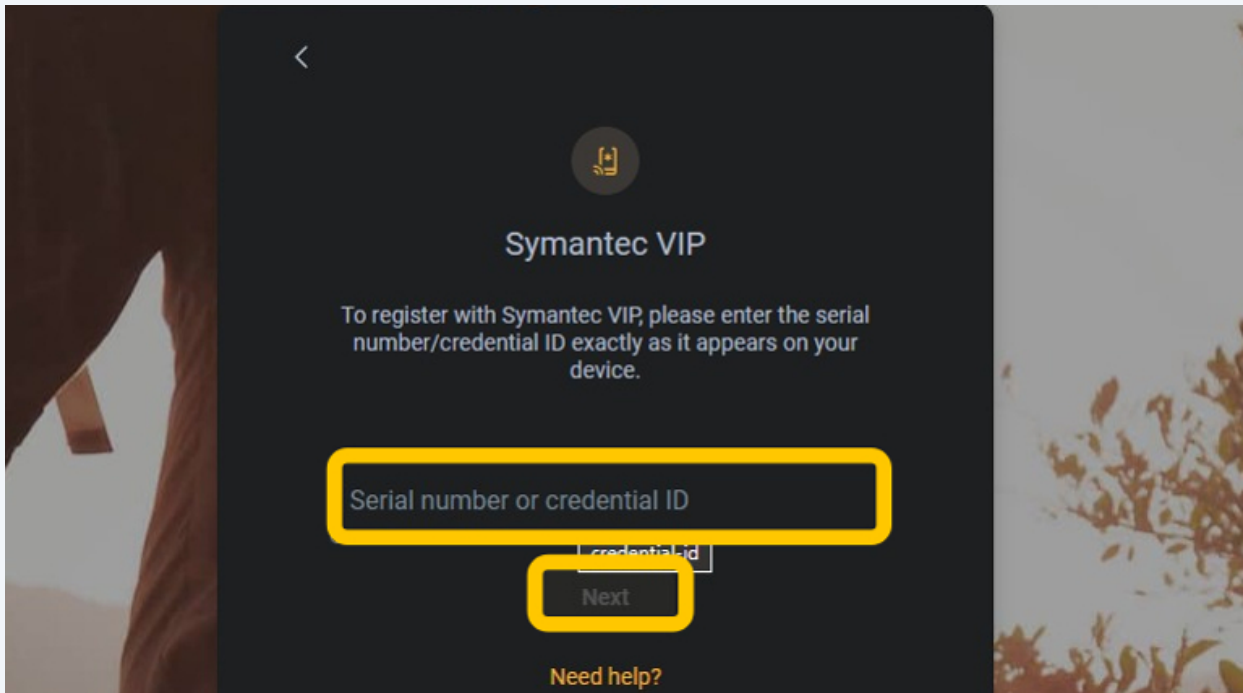 Symantec VIP
To register with Symantec VIP, please enter the serial
number/credential ID exactly as it appears on your
device.
Serial number or credential ID
credential-id
Next
Need help?